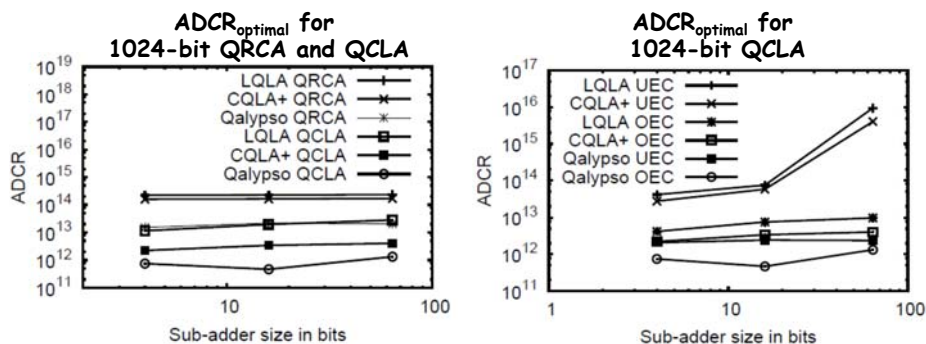 ADCRoptimal for
1024-bit QRCA and QCLA
10^19
10^18
10^17
10^16
10^15
10^14
10^13
10^12
10^11
ADCR
LQLA QRCA
CQLA+ QRCA
Qalypso QRCA
LQLA QCLA
CQLA+ QCLA
Qalypso QCLA
10
100
Sub-adder size in bits
ADCRoptimal for
1024-bit QCLA
10^17
10^16
10^15
10^14
10^13
10^12
10^11
ADCR
LQLA UEC
CQLA+ UEC
LQLA OEC
CQLA+ OEC
Qalypso UEC
Qalypso OEC
1
10
100
Sub-adder size in bits